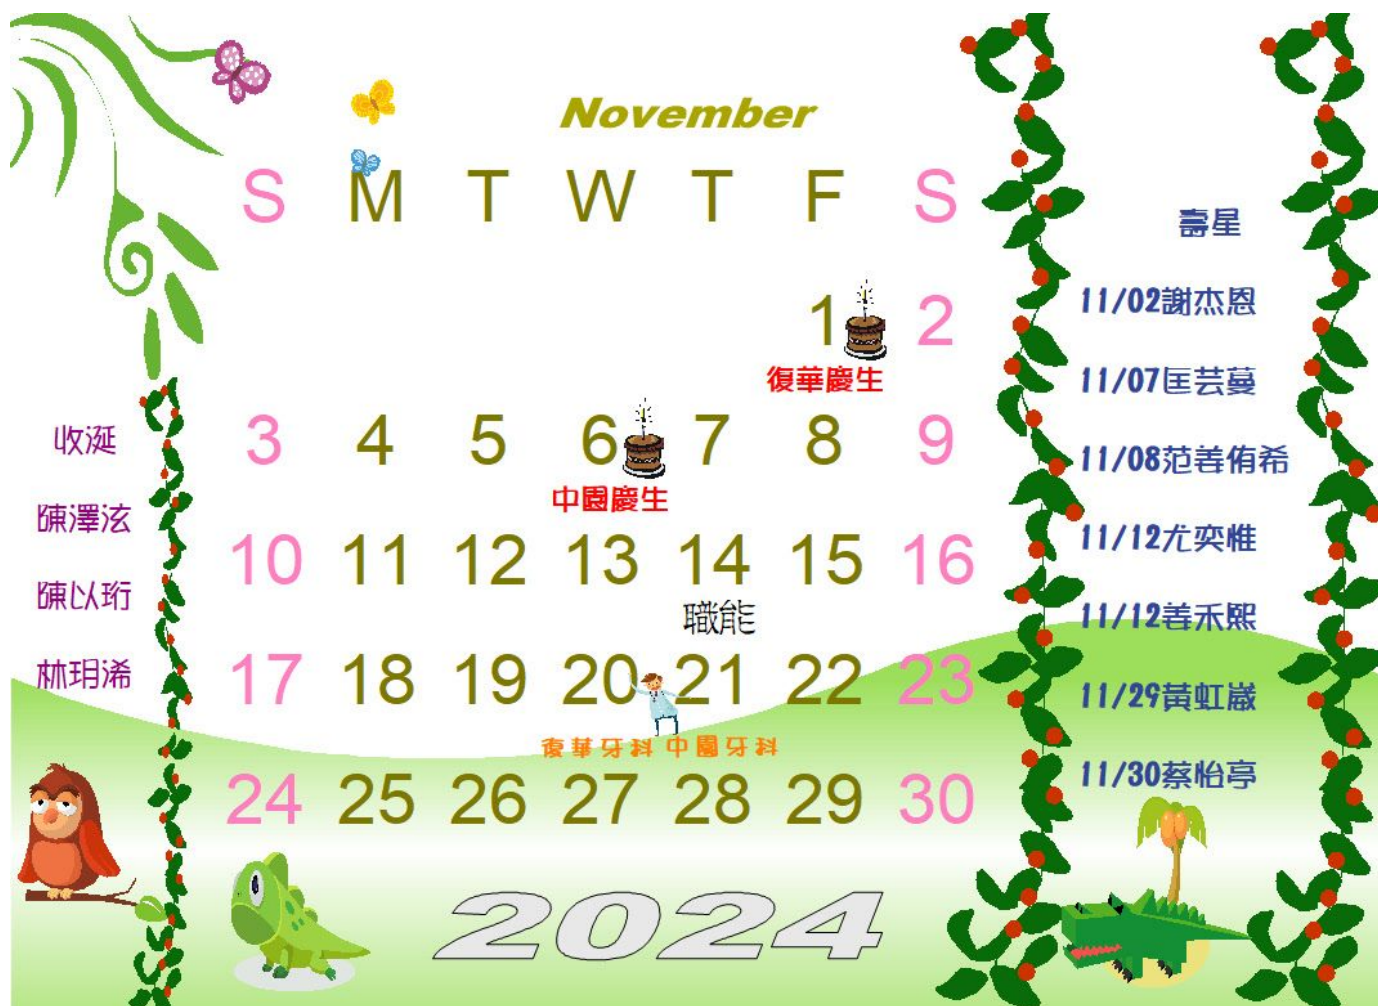 November
S M T W T F S
1 2
復華慶生
3 4 5 6 7 8 9
中園慶生
10 11 12 13 14 15 16
職能
17 18 19 20 21 22 23
復華牙科 中園牙科
24 25 26 27 28 29 30
2024
收涎
陳澤泫
陳以珩
林玥浠
壽星
11/02謝杰恩
11/07匡芸蔓
11/08范姜侑希
11/12尤奕惟
11/12姜禾熙
11/29黃虹崴
11/30蔡怡亭